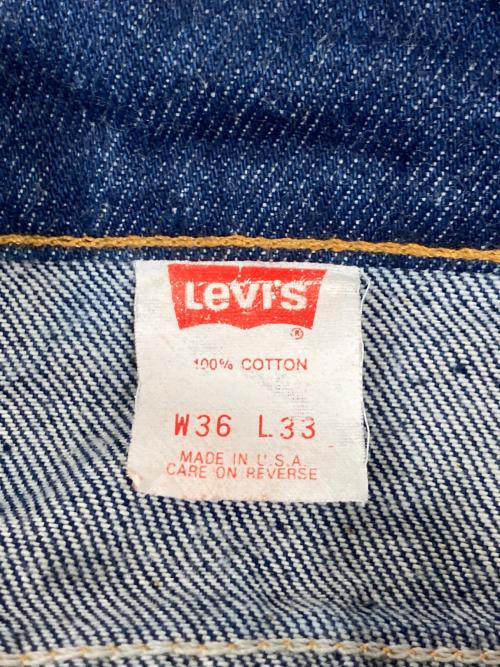 LEVI'S
®
100% COTTON
W36 L33
MADE IN U.S.A.
CARE ON REVERSE